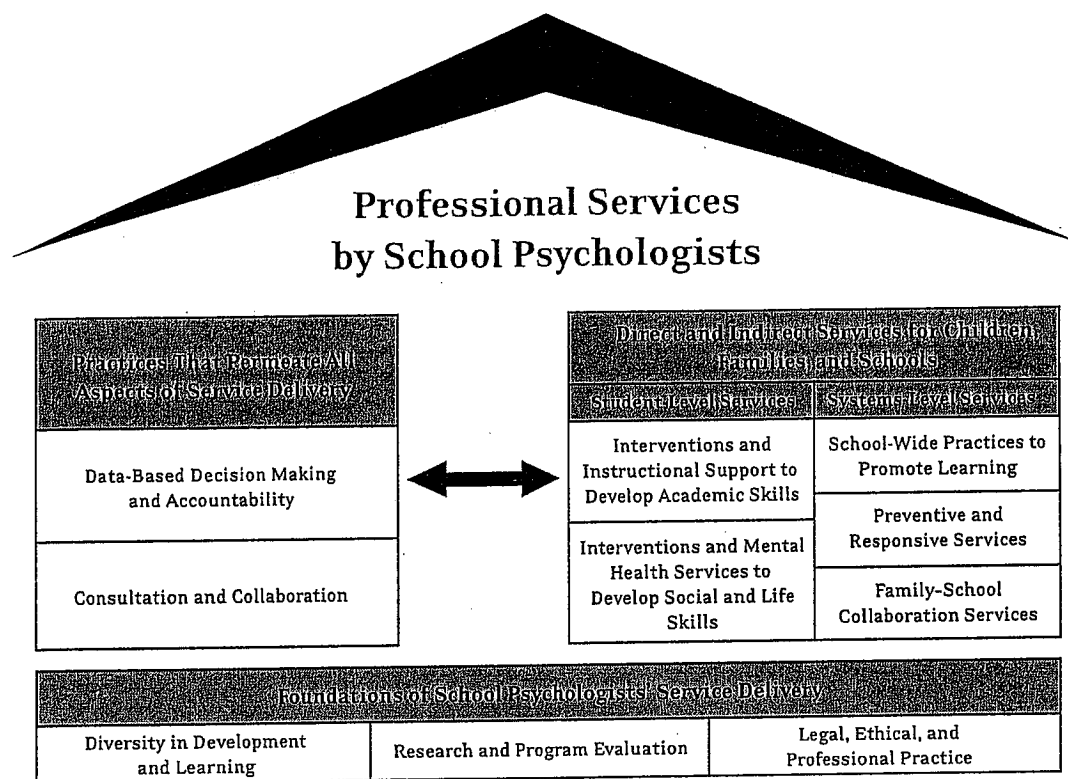 Professional Services
by School Psychologists
Practices That Permeate All
Aspects of Service Delivery
Data-Based Decision Making
and Accountability
Consultation and Collaboration
Direct and Indirect Services for Children,
Families, and Schools
Student-Level Services
Interventions and
Instructional Support to
Develop Academic Skills
Interventions and Mental
Health Services to
Develop Social and Life
Skills
Systems-Level Services
School-Wide Practices to
Promote Learning
Preventive and
Responsive Services
Family-School
Collaboration Services
Foundations of School Psychologists' Service Delivery
Diversity in Development
and Learning
Research and Program Evaluation
Legal, Ethical, and
Professional Practice